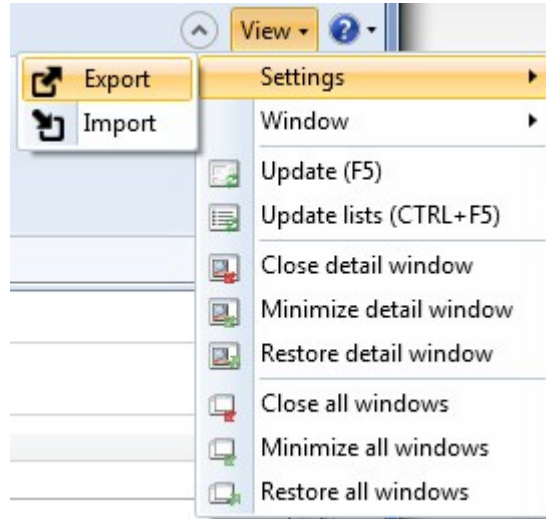 View
Export
Import
Settings
Window
Update (F5)
Update lists (CTRL+F5)
Close detail window
Minimize detail window
Restore detail window
Close all windows
Minimize all windows
Restore all windows